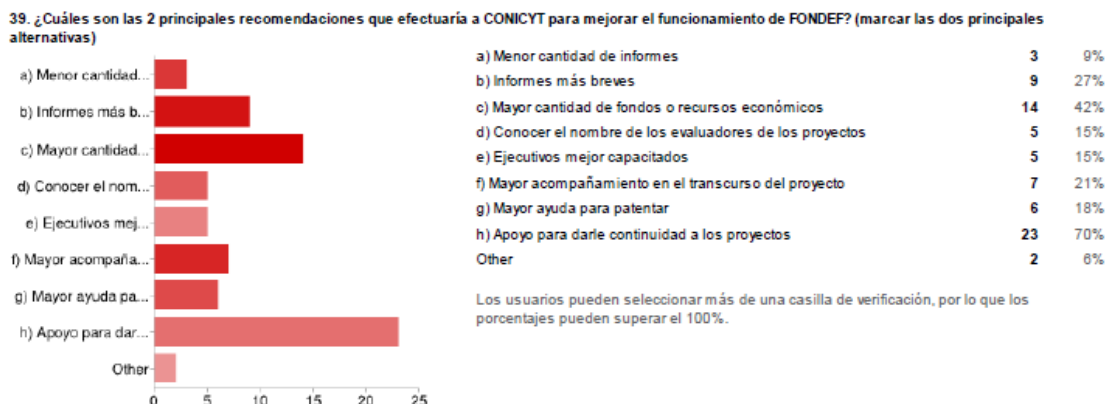 39. ¿Cuáles son las 2 principales recomendaciones que efectuaría a CONICYT para mejorar el funcionamiento de FONDEF? (marcar las dos principales
alternativas)
a) Menor cantidad...
b) Informes más b...
c) Mayor cantidad...
d) Conocer el nom...
e) Ejecutivos mej...
f) Mayor acompaña...
g) Mayor ayuda pa...
h) Apoyo para dar...
Other
0 5 10 15 20 25
a) Menor cantidad de informes 3 9%
b) Informes más breves 9 27%
c) Mayor cantidad de fondos o recursos económicos 14 42%
d) Conocer el nombre de los evaluadores de los proyectos 5 15%
e) Ejecutivos mejor capacitados 5 15%
f) Mayor acompañamiento en el transcurso del proyecto 7 21%
g) Mayor ayuda para patentar 6 18%
h) Apoyo para darle continuidad a los proyectos 23 70%
Other 2 6%
Los usuarios pueden seleccionar más de una casilla de verificación, por lo que los
porcentajes pueden superar el 100%.